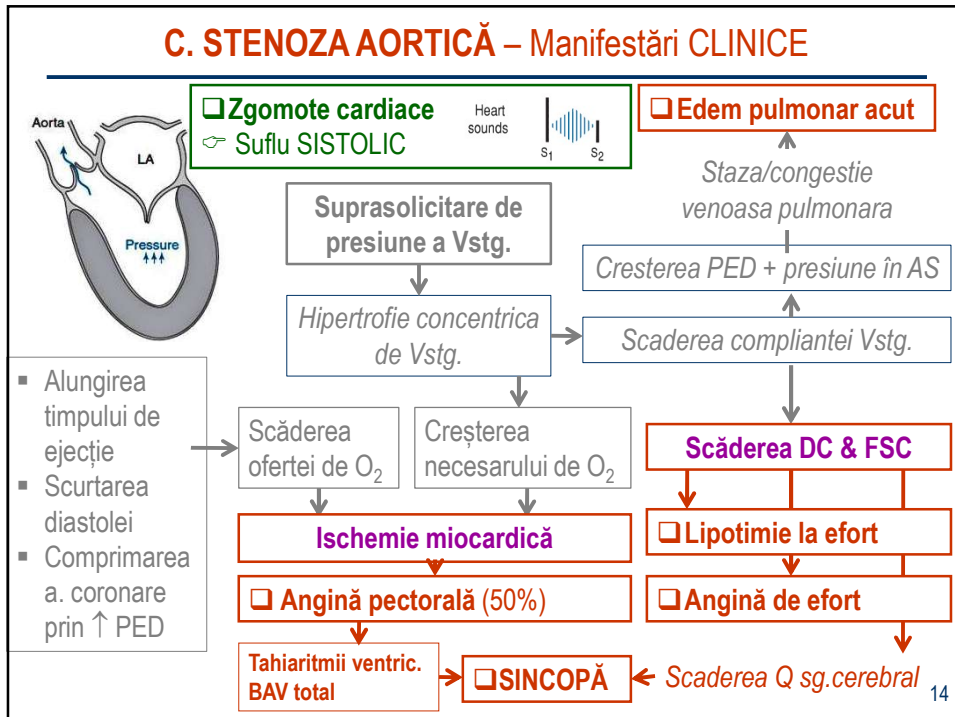 C. STENOZA AORTICĂ – Manifestări CLINICE
Aorta
LA
Pressure
❑Zgomote cardiace
☞ Suflu SISTOLIC
Heart
sounds
S1
S2
❑ Edem pulmonar acut
Staza/congestie
venoasa pulmonara
Cresterea PED + presiune în AS
Suprasolicitare de
presiune a Vstg.
Hipertrofie concentrica
de Vstg.
Scaderea compliantei Vstg.
▪ Alungirea
timpului de
ejecție
▪ Scurtarea
diastolei
▪ Comprimarea
a. coronare
prin ↑ PED
Scăderea
ofertei de O2
Creșterea
necesarului de O2
Scăderea DC & FSC
Ischemie miocardică
❑Lipotimie la efort
❑ Angină pectorală (50%)
❑Angină de efort
Tahiaritmii ventric.
BAV total
❑SINCOPĂ
Scaderea Q sg.cerebral
14